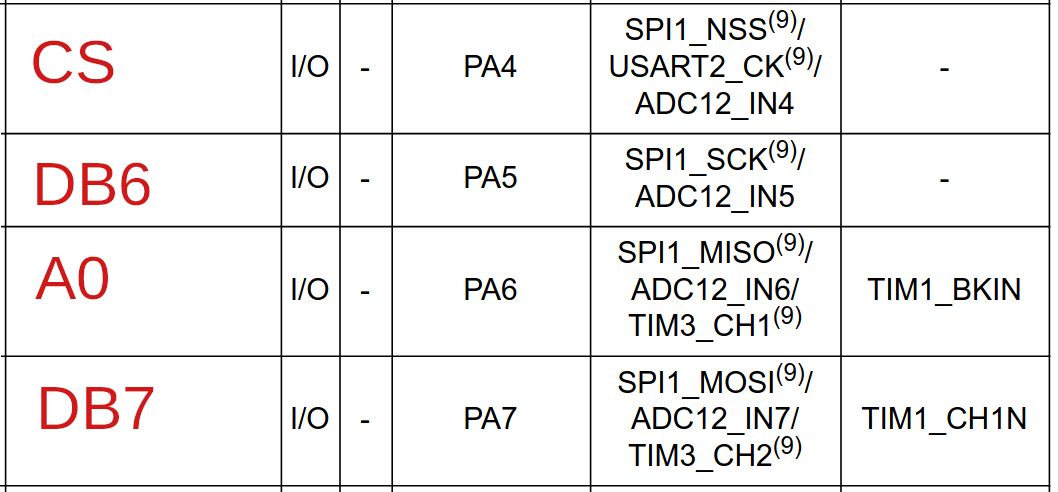 CS I/O - PA4 SPI1_NSS(9)/ USART2_CK(9)/ ADC12_IN4 -
DB6 I/O - PA5 SPI1_SCK(9)/ ADC12_IN5 -
A0 I/O - PA6 SPI1_MISO(9)/ ADC12_IN6/ TIM3_CH1(9) TIM1_BKIN
DB7 I/O - PA7 SPI1_MOSI(9)/ ADC12_IN7/ TIM3_CH2(9) TIM1_CH1N